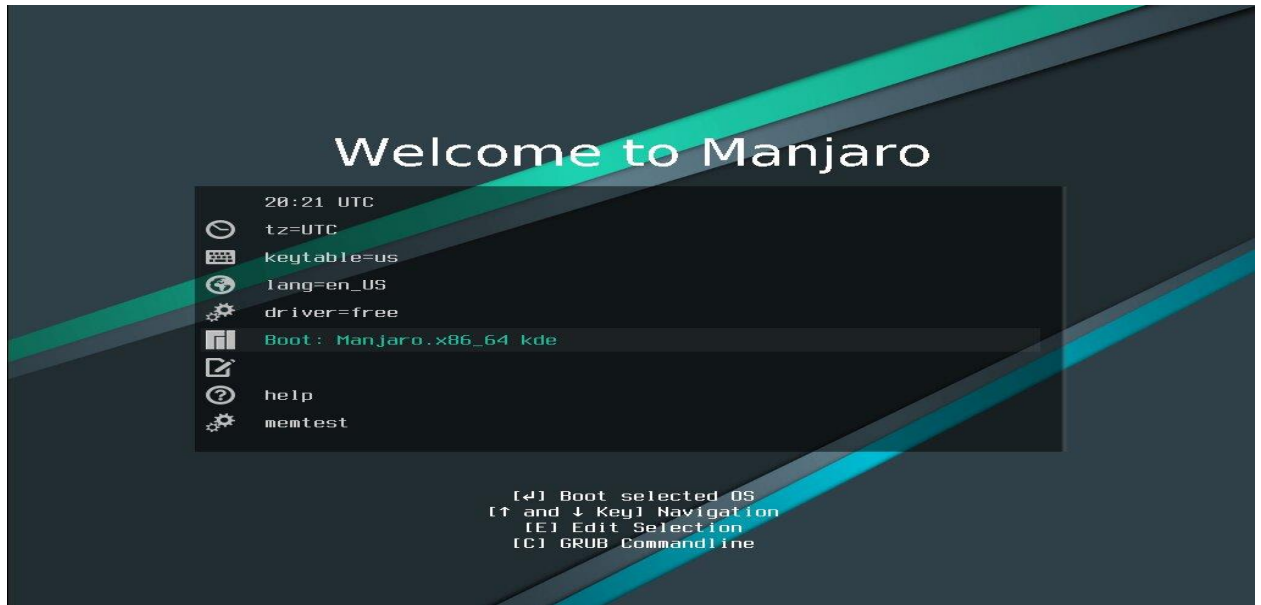 Welcome to Manjaro
20:21 UTC
tz=UTC
keytable=us
lang=en_US
driver=free
Boot: Manjaro.x86_64 kde
help
memtest
[↲] Boot selected OS
[↑ and ↓ Key] Navigation
[E] Edit Selection
[C] GRUB Commandline